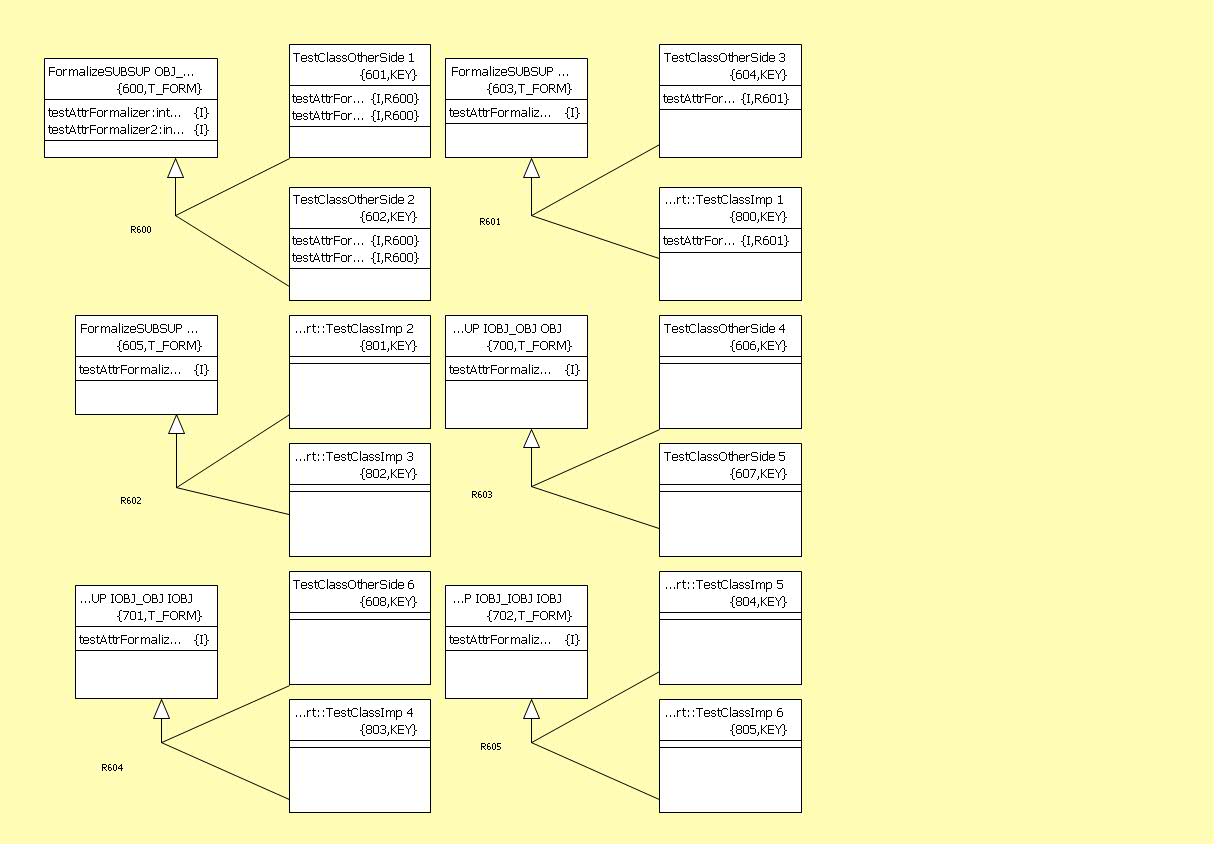 FormalizeSUBSUP OBJ_...
{600,T_FORM}
testAttrFormalizer:int... {I}
testAttrFormalizer2:in... {I}
TestClassOtherSide 1
{601,KEY}
testAttrFor... {I,R600}
testAttrFor... {I,R600}
TestClassOtherSide 2
{602,KEY}
testAttrFor... {I,R600}
testAttrFor... {I,R600}
R600
FormalizeSUBSUP ...
{603,T_FORM}
testAttrFormaliz... {I}
TestClassOtherSide 3
{604,KEY}
testAttrFor... {I,R601}
...rt::TestClassImp 1
{800,KEY}
testAttrFor... {I,R601}
R601
FormalizeSUBSUP ...
{605,T_FORM}
testAttrFormaliz... {I}
...rt::TestClassImp 2
{801,KEY}
...rt::TestClassImp 3
{802,KEY}
R602
...UP IOBJ_OBJ OBJ
{700,T_FORM}
testAttrFormaliz... {I}
TestClassOtherSide 4
{606,KEY}
TestClassOtherSide 5
{607,KEY}
R603
...UP IOBJ_OBJ IOBJ
{701,T_FORM}
testAttrFormaliz... {I}
TestClassOtherSide 6
{608,KEY}
...rt::TestClassImp 4
{803,KEY}
R604
...P IOBJ_IOBJ IOBJ
{702,T_FORM}
testAttrFormaliz... {I}
...rt::TestClassImp 5
{804,KEY}
...rt::TestClassImp 6
{805,KEY}
R605